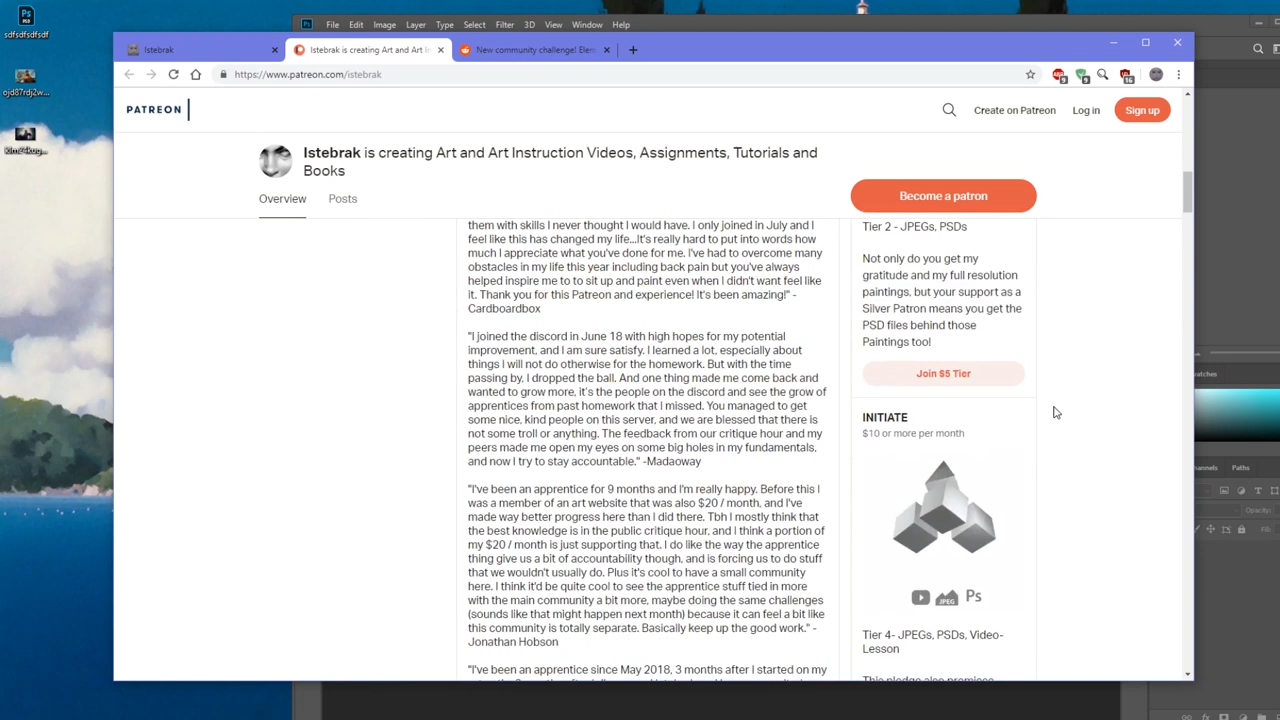 File Edit Image Layer Type Select Filter 3D View Window Help
sdfsdfsdfsdf
Istebrak
Istebrak is creating Art and Art In
New community challenge! Elem
https://www.patreon.com/istebrak
PATREON
Create on Patreon Log in Sign up
Istebrak is creating Art and Art Instruction Videos, Assignments, Tutorials and
Books
Overview Posts
Become a patron
them with skills I never thought I would have. I only joined in July and I
feel like this has changed my life...It's really hard to put into words how
much I appreciate what you've done for me. I've had to overcome many
obstacles in my life this year including back pain but you've always
helped inspire me to to sit up and paint even when I didn't want feel like
it. Thank you for this Patreon and experience! It's been amazing!" -
Cardboardbox
"I joined the discord in June 18 with high hopes for my potential
improvement, and I am sure satisfy. I learned a lot, especially about
things I will not do otherwise for the homework. But with the time
passing by, I dropped the ball. And one thing made me come back and
wanted to grow more, it's the people on the discord and see the grow of
apprentices from past homework that I missed. You managed to get
some nice, kind people on this server, and we are blessed that there is
not some troll or anything. The feedback from our critique hour and my
peers made me open my eyes on some big holes in my fundamentals,
and now I try to stay accountable." -Madaoway
"I've been an apprentice for 9 months and I'm really happy. Before this I
was a member of an art website that was also $20 / month, and I've
made way better progress here than I did there. Tbh I mostly think that
the best knowledge is in the public critique hour, and I think a portion of
my $20 / month is just supporting that. I do like the way the apprentice
thing give us a bit of accountability though, and is forcing us to do stuff
that we wouldn't usually do. Plus it's cool to have a small community
here. I think it'd be quite cool to see the apprentice stuff tied in more
with the main community a bit more, maybe doing the same challenges
(sounds like that might happen next month) because it can feel a bit like
this community is totally separate. Basically keep up the good work." -
Jonathan Hobson
"I've been an apprentice since May 2018, 3 months after I started on my
Tier 2 - JPEGs, PSDs
Not only do you get my
gratitude and my full resolution
paintings, but your support as a
Silver Patron means you get the
PSD files behind those
Paintings too!
Join $5 Tier
INITIATE
$10 or more per month
JPEG Ps
Tier 4- JPEGs, PSDs, Video-
Lesson
This pledge also promises
Paths
Opacity:
Fill: